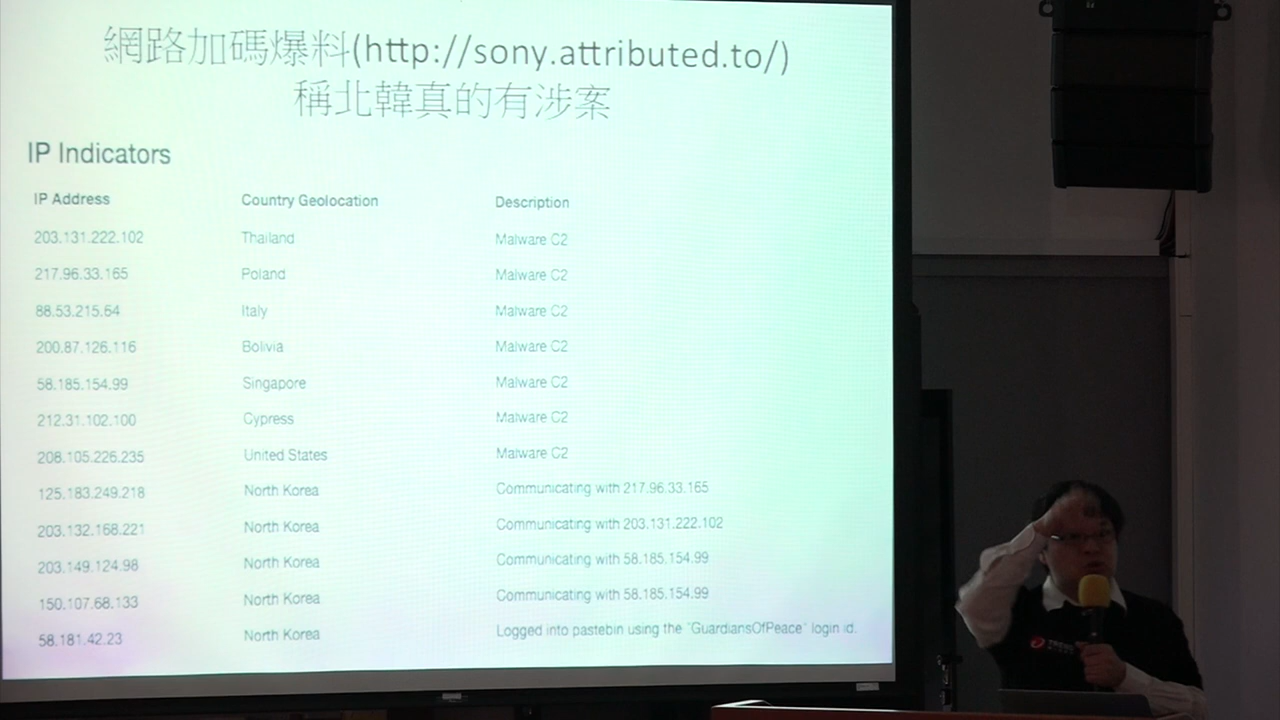 網路加碼爆料(http://sony.attributed.to/)
稱北韓真的有涉案
IP Indicators
IP Address Country Geolocation Description
203.131.222.102 Thailand Malware C2
217.96.33.165 Poland Malware C2
88.53.215.64 Italy Malware C2
200.87.126.116 Bolivia Malware C2
58.185.154.99 Singapore Malware C2
212.31.102.100 Cypress Malware C2
208.105.226.235 United States Malware C2
125.183.249.218 North Korea Communicating with 217.96.33.165
203.132.168.221 North Korea Communicating with 203.131.222.102
203.149.124.98 North Korea Communicating with 58.185.154.99
150.107.68.133 North Korea Communicating with 58.185.154.99
58.181.42.23 North Korea Logged into pastebin using the "GuardiansOfPeace" login id.